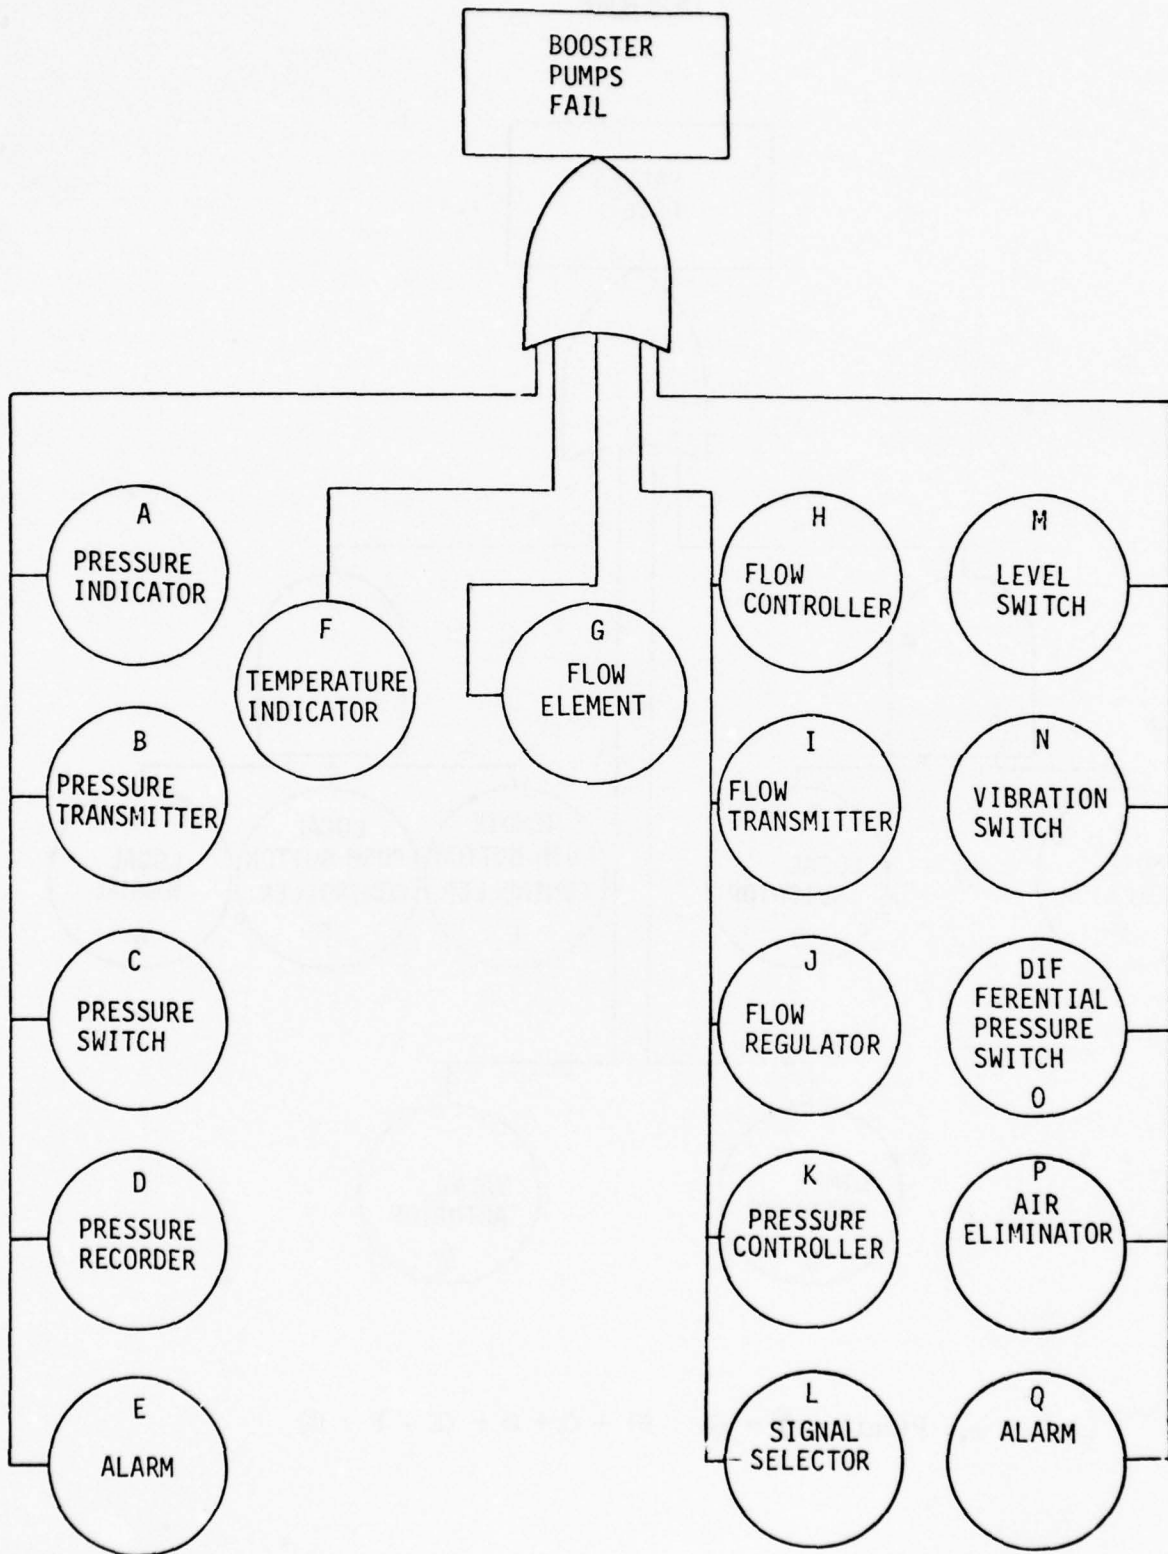 BOOSTER
PUMPS
FAIL
A
PRESSURE
INDICATOR
B
PRESSURE
TRANSMITTER
C
PRESSURE
SWITCH
D
PRESSURE
RECORDER
E
ALARM
F
TEMPERATURE
INDICATOR
G
FLOW
ELEMENT
H
FLOW
CONTROLLER
I
FLOW
TRANSMITTER
J
FLOW
REGULATOR
K
PRESSURE
CONTROLLER
L
SIGNAL
SELECTOR
M
LEVEL
SWITCH
N
VIBRATION
SWITCH
DIF
FERENTIAL
PRESSURE
SWITCH
O
P
AIR
ELIMINATOR
Q
ALARM